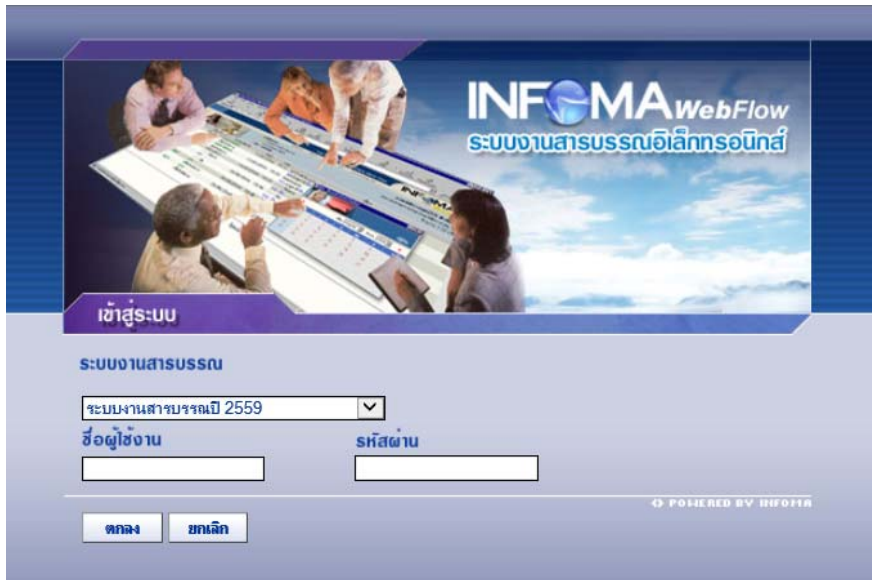 INFOMA WebFlow
ระบบงานสารบรรณอิเล็กทรอนิกส์
เข้าสู่ระบบ
ระบบงานสารบรรณ
ระบบงานสารบรรณปี 2559
ชื่อผู้ใช้งาน รหัสผ่าน
POWERED BY INFOMA
ตกลง ยกเลิก